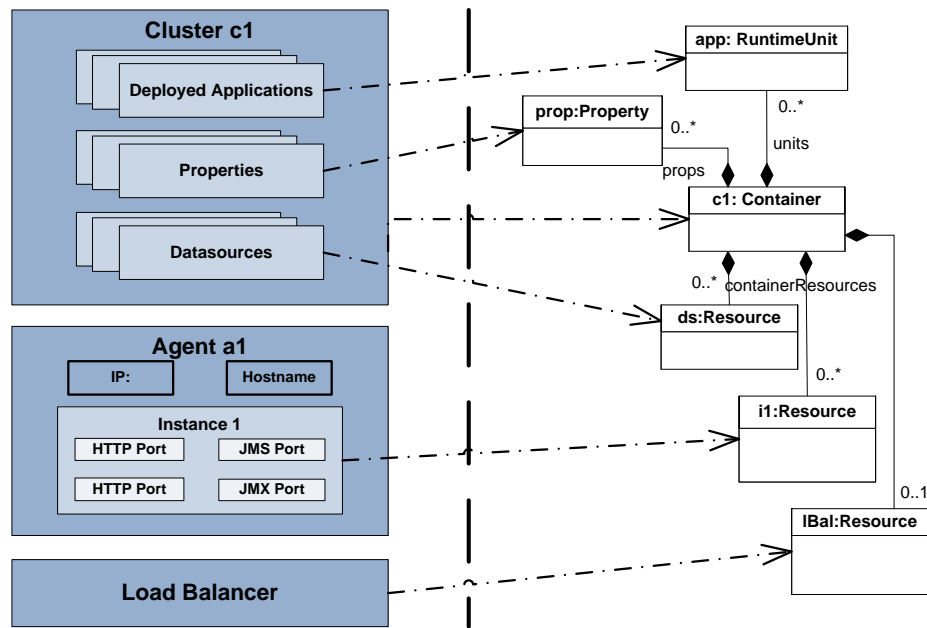 Cluster c1
Deployed Applications
Properties
Datasources
Agent a1
IP:
Hostname
Instance 1
HTTP Port
JMS Port
HTTP Port
JMX Port
Load Balancer
app: RuntimeUnit
0..*
units
prop:Property
0..*
props
c1: Container
0..*
containerResources
ds:Resource
0..*
i1:Resource
0..1
lBal:Resource